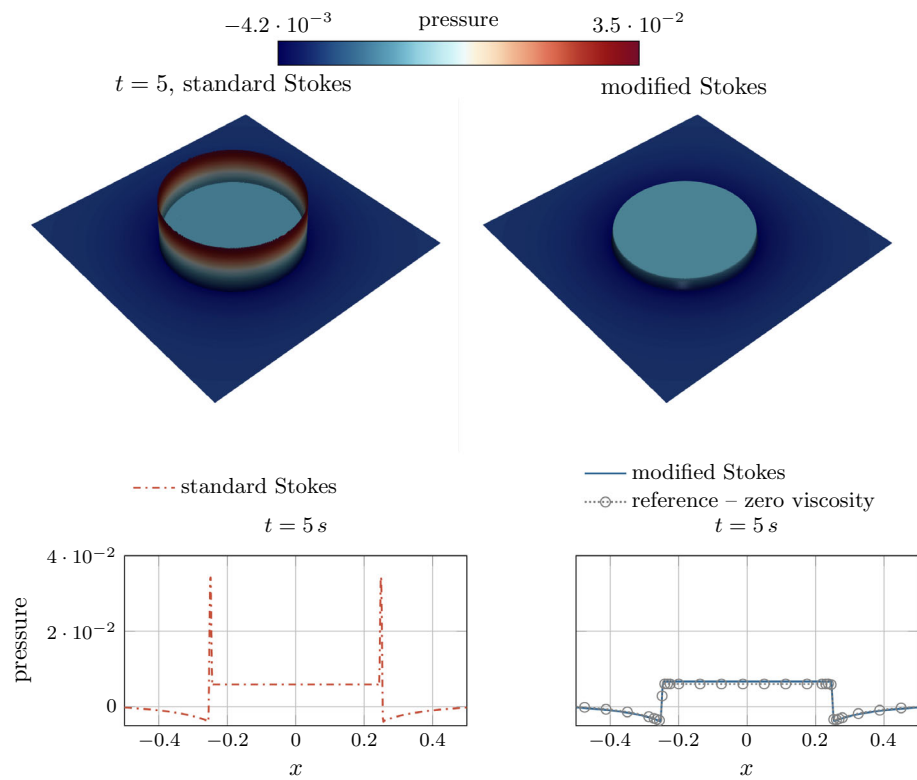 −4.2 · 10⁻³ pressure 3.5 · 10⁻²
t = 5, standard Stokes modified Stokes
standard Stokes
modified Stokes
reference – zero viscosity
t = 5 s
t = 5 s
pressure
4 · 10⁻²
2 · 10⁻²
0
−0.4 −0.2 0 0.2 0.4
x
−0.4 −0.2 0 0.2 0.4
x